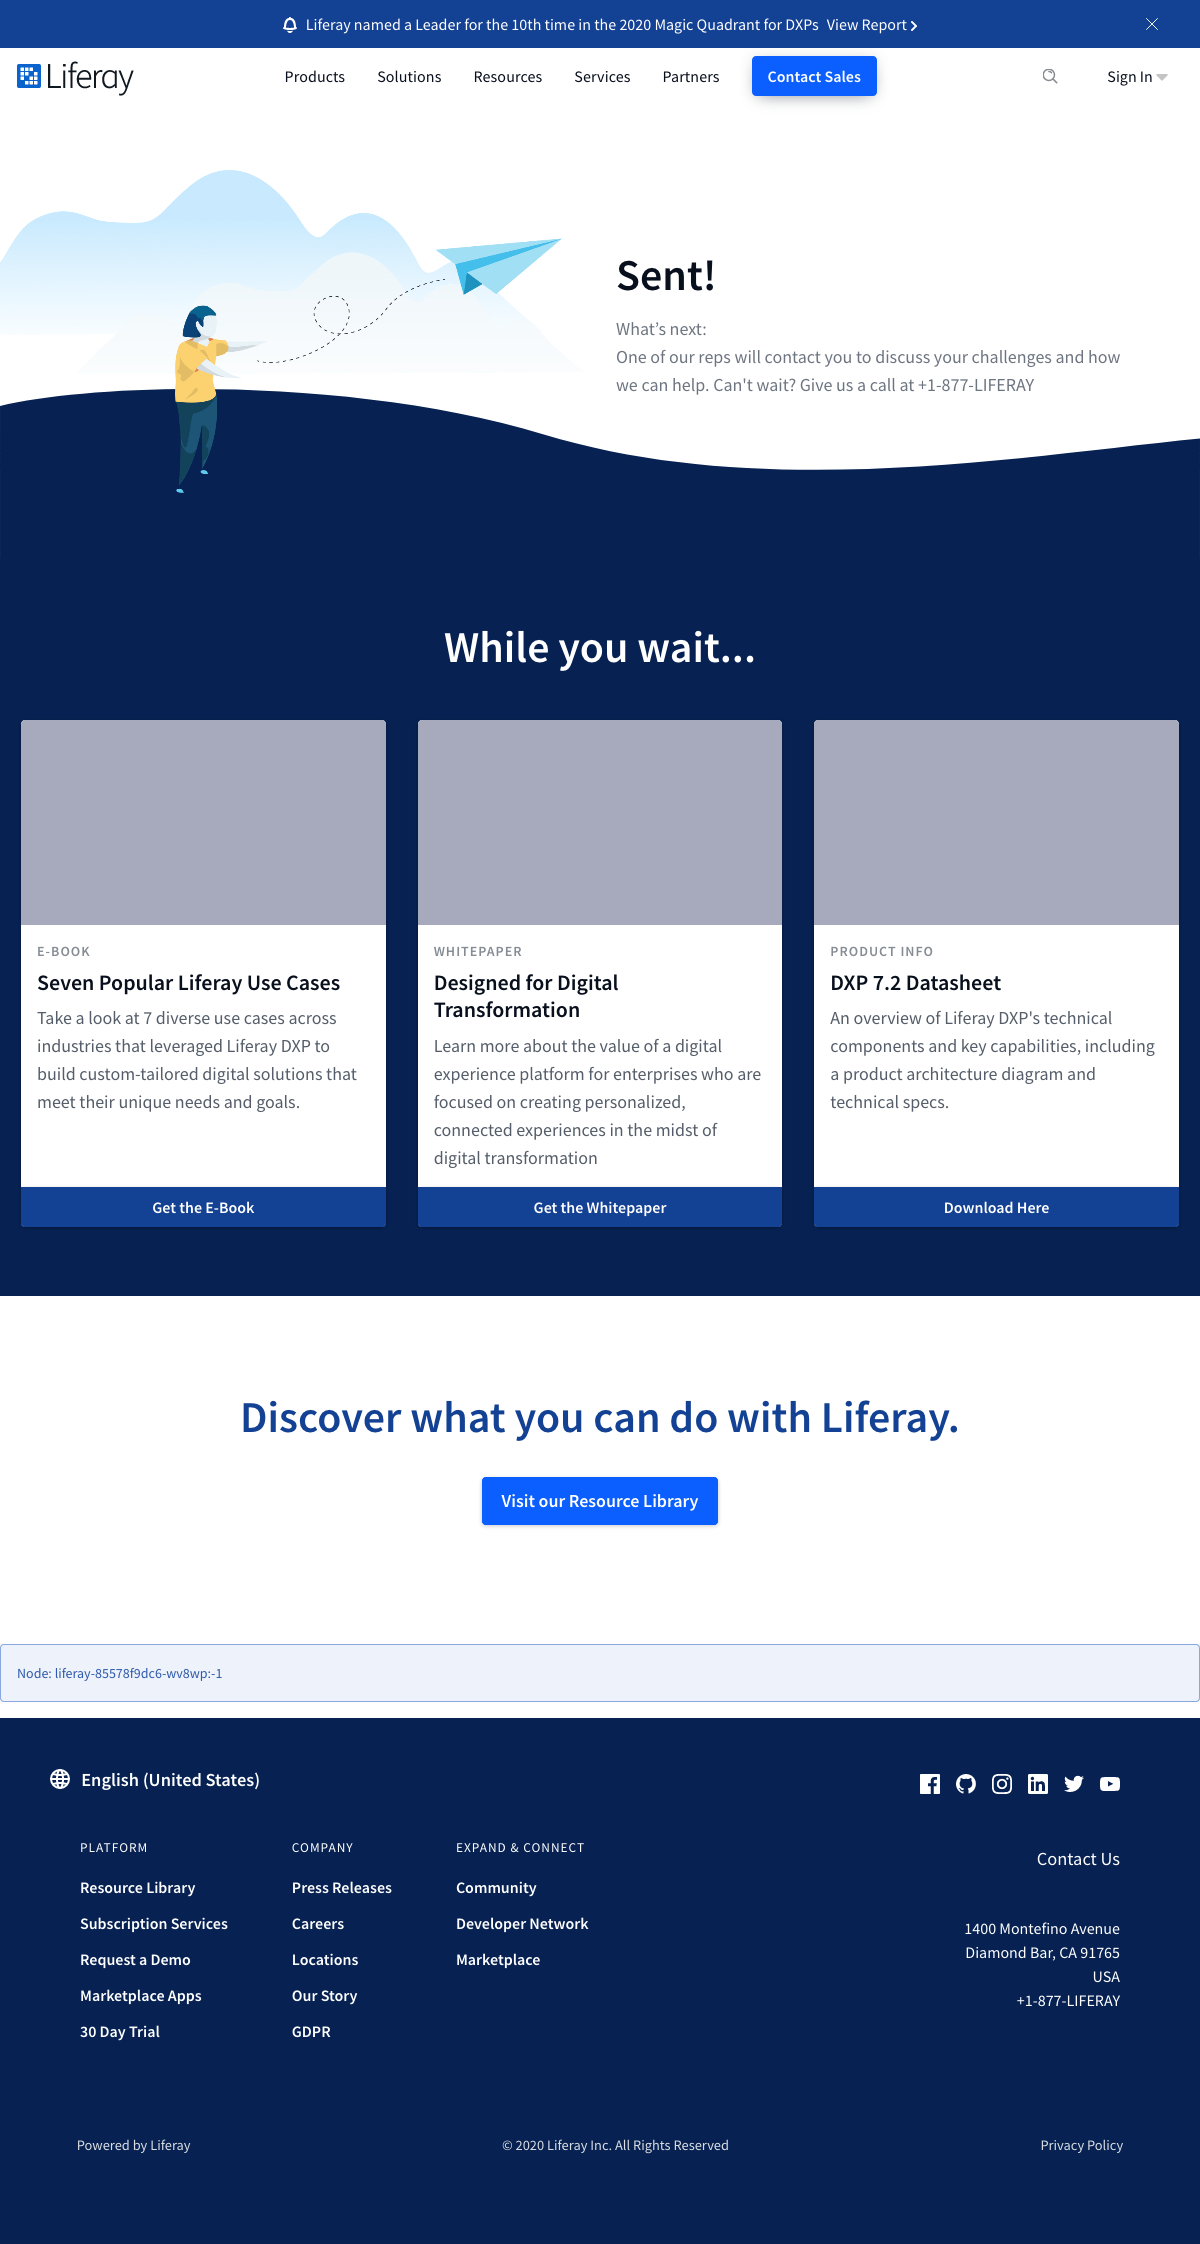 Liferay named a Leader for the 10th time in the 2020 Magic Quadrant for DXPs View Report
Liferay
Products Solutions Resources Services Partners Contact Sales Sign In
Sent!
What’s next:
One of our reps will contact you to discuss your challenges and how
we can help. Can't wait? Give us a call at +1-877-LIFERAY
While you wait...
E-BOOK
Seven Popular Liferay Use Cases
Take a look at 7 diverse use cases across
industries that leveraged Liferay DXP to
build custom-tailored digital solutions that
meet their unique needs and goals.
Get the E-Book
WHITEPAPER
Designed for Digital
Transformation
Learn more about the value of a digital
experience platform for enterprises who are
focused on creating personalized,
connected experiences in the midst of
digital transformation
Get the Whitepaper
PRODUCT INFO
DXP 7.2 Datasheet
An overview of Liferay DXP's technical
components and key capabilities, including
a product architecture diagram and
technical specs.
Download Here
Discover what you can do with Liferay.
Visit our Resource Library
Node: liferay-85578f9dc6-wv8wp:-1
English (United States)
PLATFORM
Resource Library
Subscription Services
Request a Demo
Marketplace Apps
30 Day Trial
COMPANY
Press Releases
Careers
Locations
Our Story
GDPR
EXPAND & CONNECT
Community
Developer Network
Marketplace
Contact Us
1400 Montefino Avenue
Diamond Bar, CA 91765
USA
+1-877-LIFERAY
Powered by Liferay
© 2020 Liferay Inc. All Rights Reserved
Privacy Policy